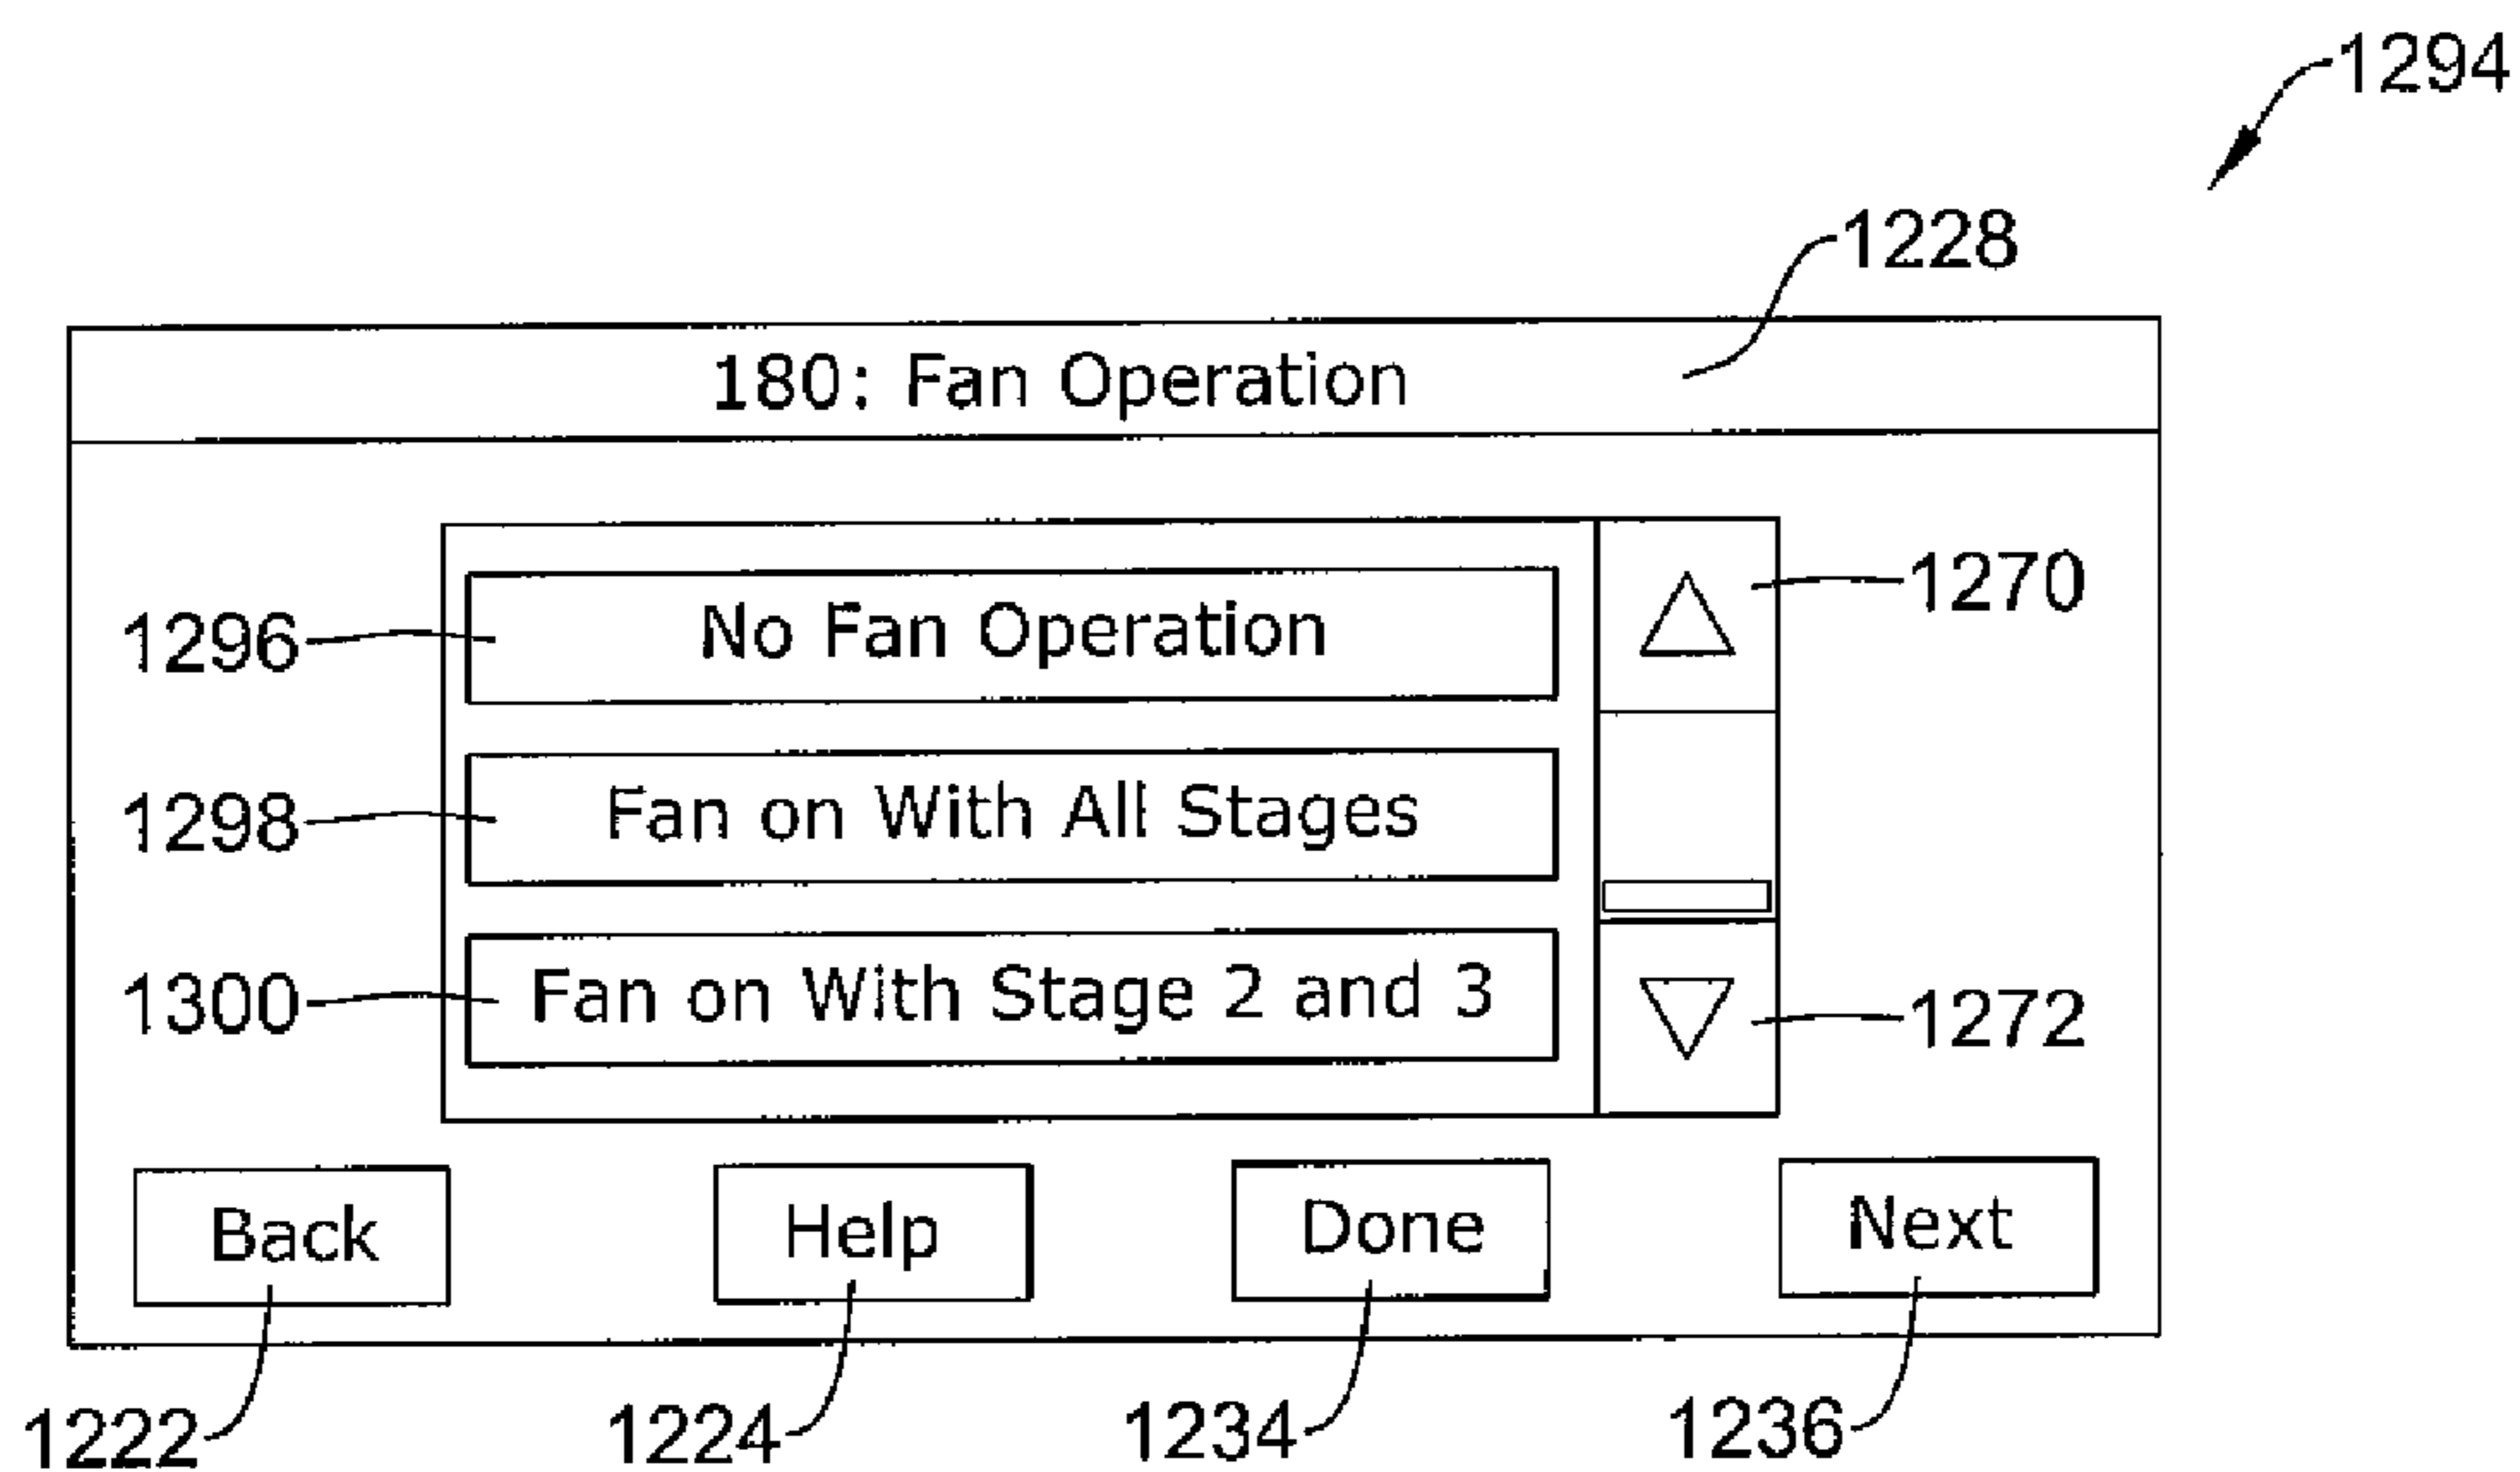 1294
1228
180: Fan Operation
1270
1296 No Fan Operation
1298 Fan on With All Stages
1300 Fan on With Stage 2 and 3
1272
Back Help Done Next
1222 1224 1234 1236